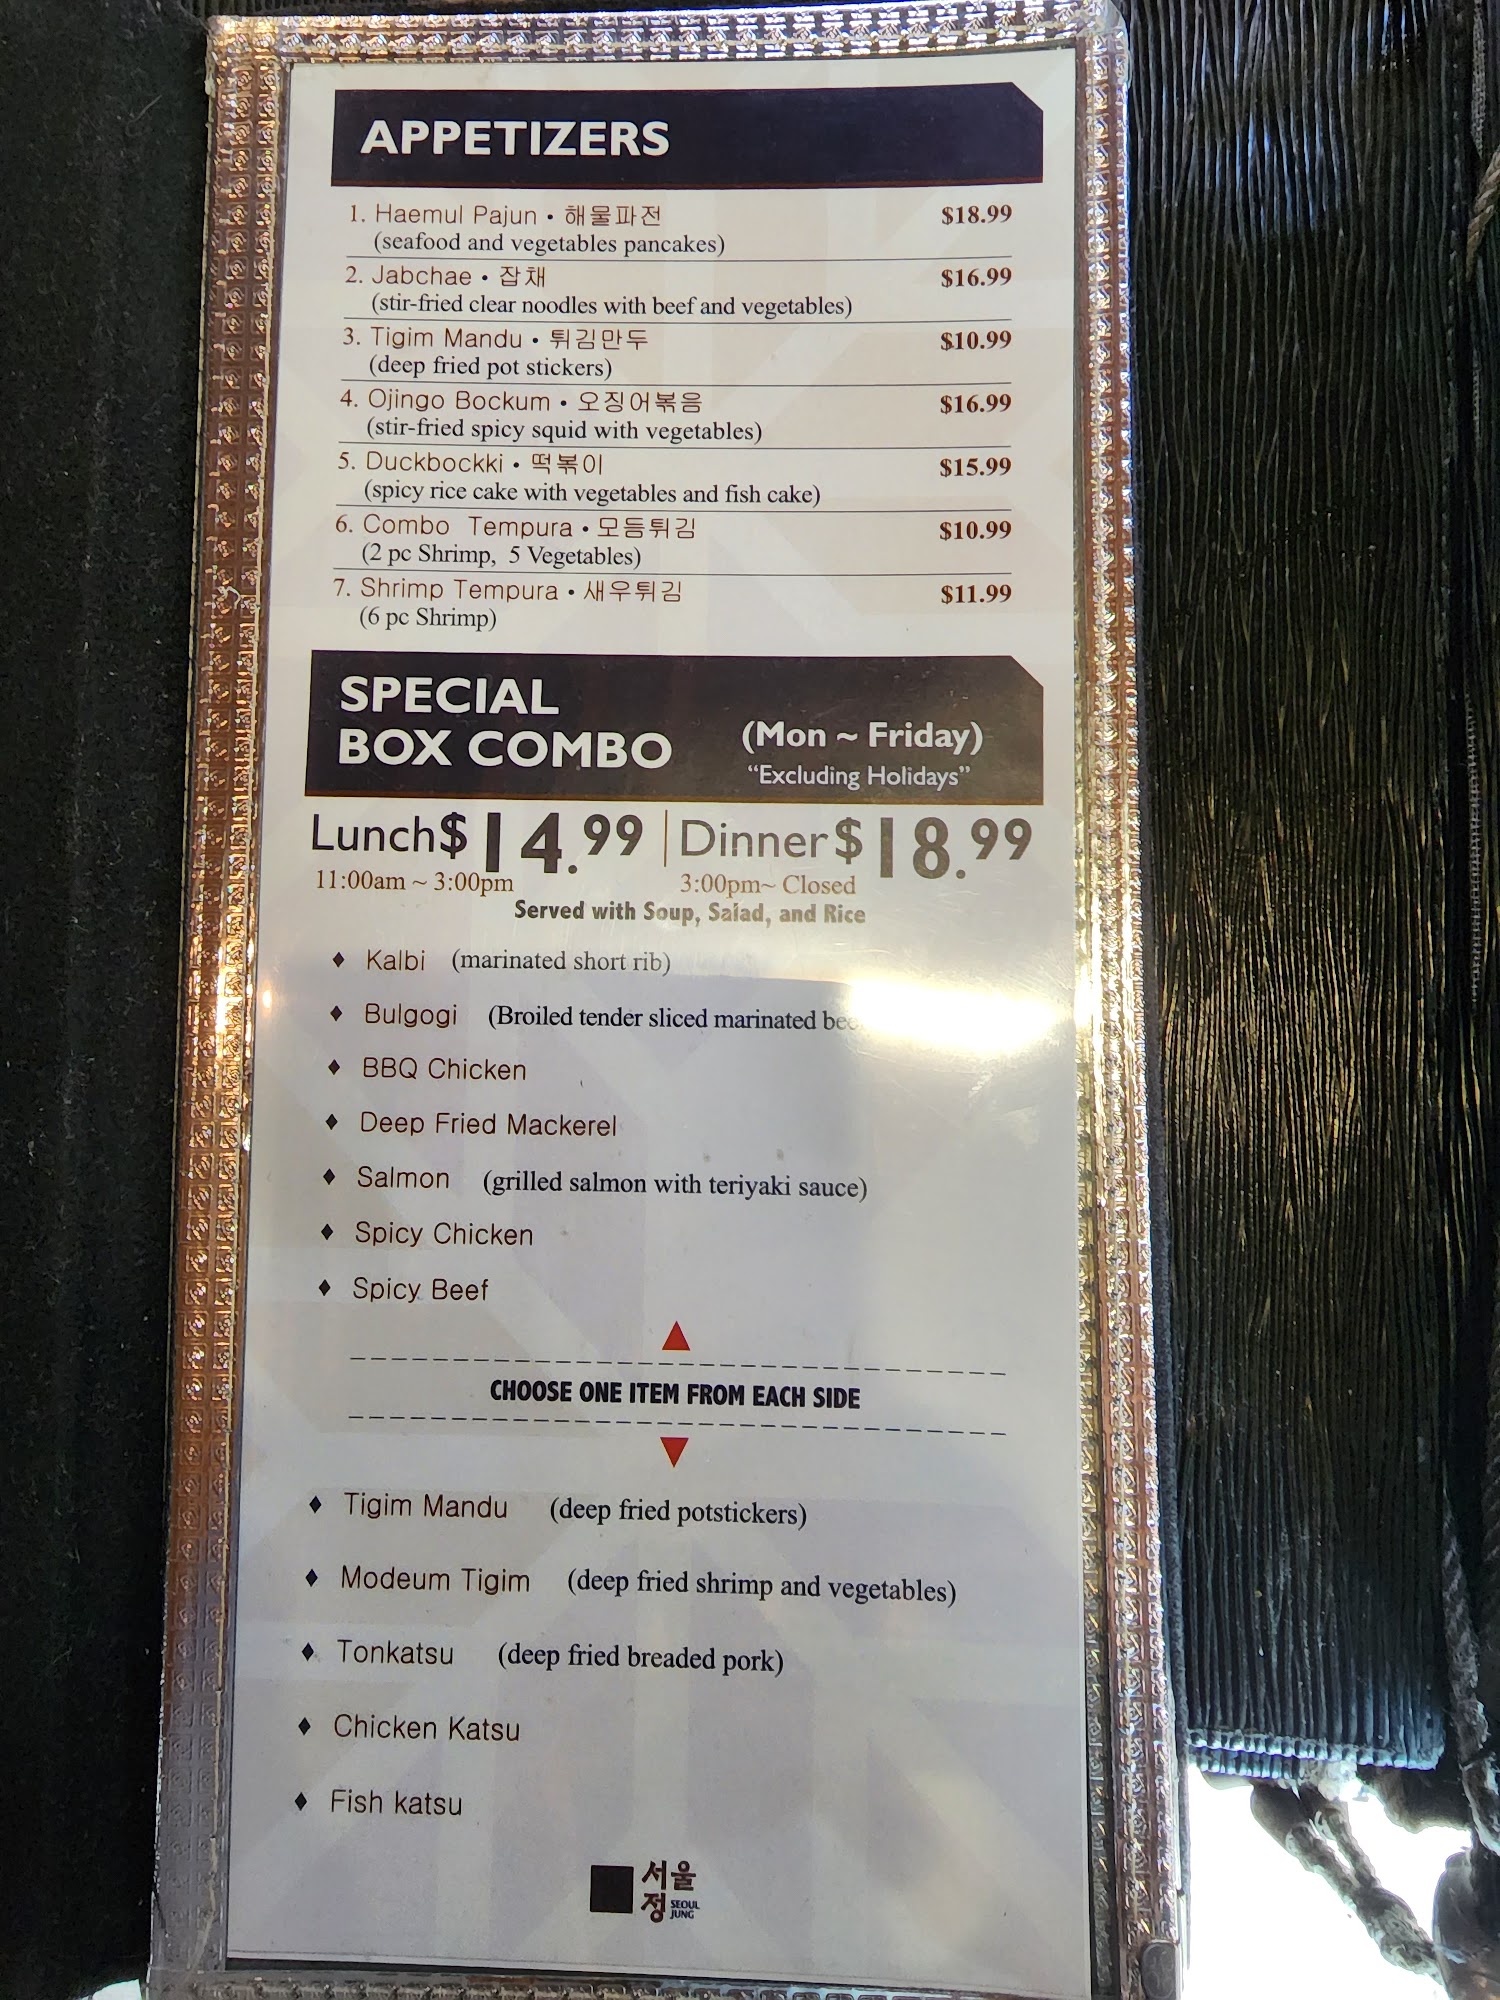 APPETIZERS
1. Haemul Pajun • 해물파전 $18.99
(seafood and vegetables pancakes)
2. Jabchae • 잡채 $16.99
(stir-fried clear noodles with beef and vegetables)
3. Tigim Mandu • 튀김만두 $10.99
(deep fried pot stickers)
4. Ojingo Bockum • 오징어볶음 $16.99
(stir-fried spicy squid with vegetables)
5. Duckbockki • 떡볶이 $15.99
(spicy rice cake with vegetables and fish cake)
6. Combo Tempura • 모듬튀김 $10.99
(2 pc Shrimp, 5 Vegetables)
7. Shrimp Tempura • 새우튀김 $11.99
(6 pc Shrimp)
SPECIAL
BOX COMBO (Mon ~ Friday)
"Excluding Holidays"
Lunch $14.99 | Dinner $18.99
11:00am ~ 3:00pm 3:00pm~ Closed
Served with Soup, Salad, and Rice
♦ Kalbi (marinated short rib)
♦ Bulgogi (Broiled tender sliced marinated
♦ BBQ Chicken
♦ Deep Fried Mackerel
♦ Salmon (grilled salmon with teriyaki sauce)
♦ Spicy Chicken
♦ Spicy Beef
CHOOSE ONE ITEM FROM EACH SIDE
♦ Tigim Mandu (deep fried potstickers)
♦ Modeum Tigim (deep fried shrimp and vegetables)
♦ Tonkatsu (deep fried breaded pork)
♦ Chicken Katsu
♦ Fish katsu
서울
정 SEOUL
JUNG